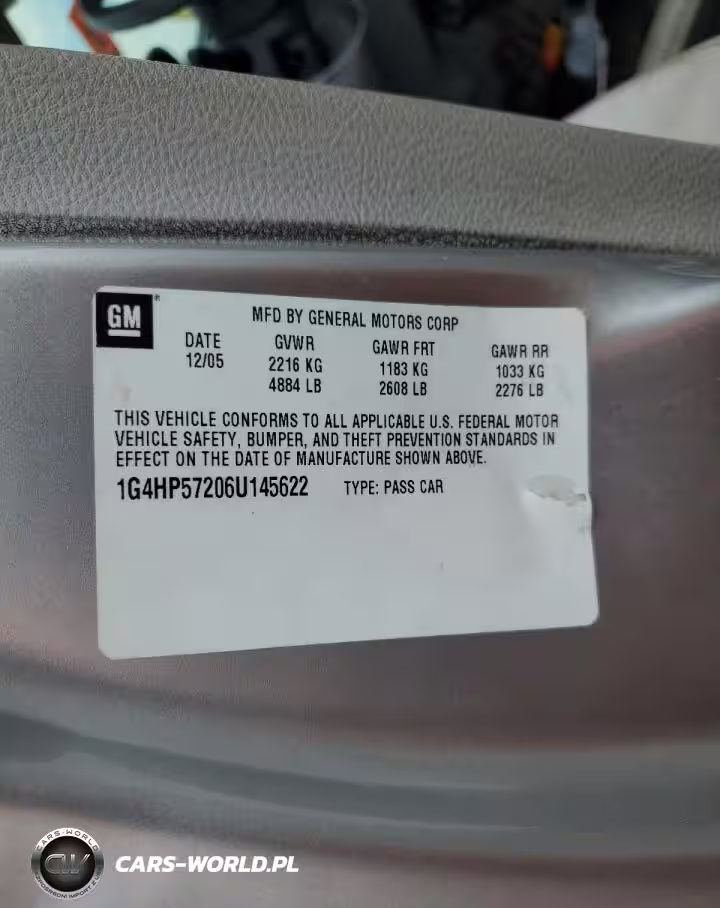 GM
MFD BY GENERAL MOTORS CORP
DATE GVWR GAWR FRT GAWR RR
12/05 2216 KG 1183 KG 1033 KG
4884 LB 2608 LB 2276 LB
THIS VEHICLE CONFORMS TO ALL APPLICABLE U.S. FEDERAL MOTOR
VEHICLE SAFETY, BUMPER, AND THEFT PREVENTION STANDARDS IN
EFFECT ON THE DATE OF MANUFACTURE SHOWN ABOVE.
1G4HP57206U145622 TYPE: PASS CAR
CARS-WORLD
CW
CARS-WORLD.PL